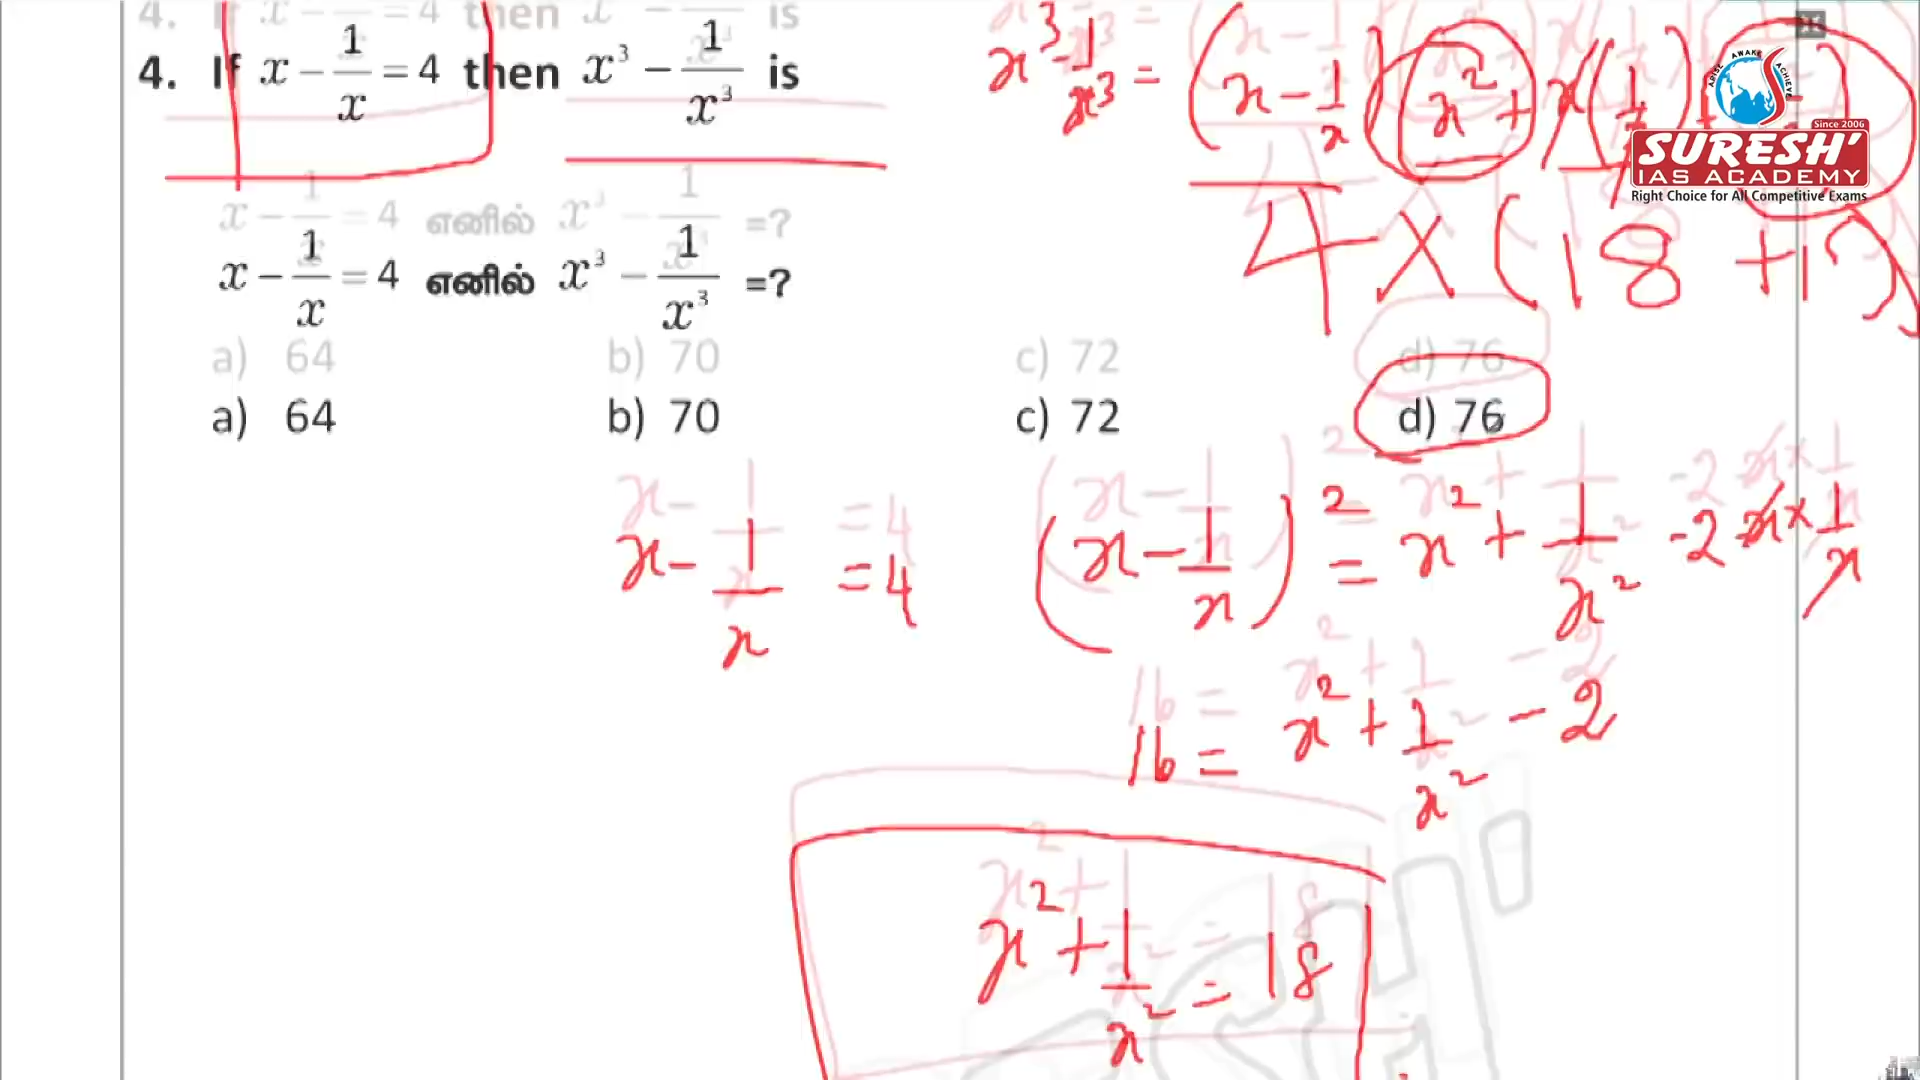 4. If x − 1/x = 4 then x³ − 1/x³ is
x³ - 1/x³ = (x - 1/x) (x² + x(1/x) +
4 × (18 + 1)
x − 1/x = 4 எனில் x³ − 1/x³ =?
a) 64 b) 70 c) 72 d) 76
x - 1/x = 4
(x - 1/x)² = x² + 1/x² - 2 x × 1/x
16 = x² + 1/x² - 2
x² + 1/x² = 18
ARISE AWAKE ACHIEVE
Since 2006
SURESH'
IAS ACADEMY
Right Choice for All Competitive Exams